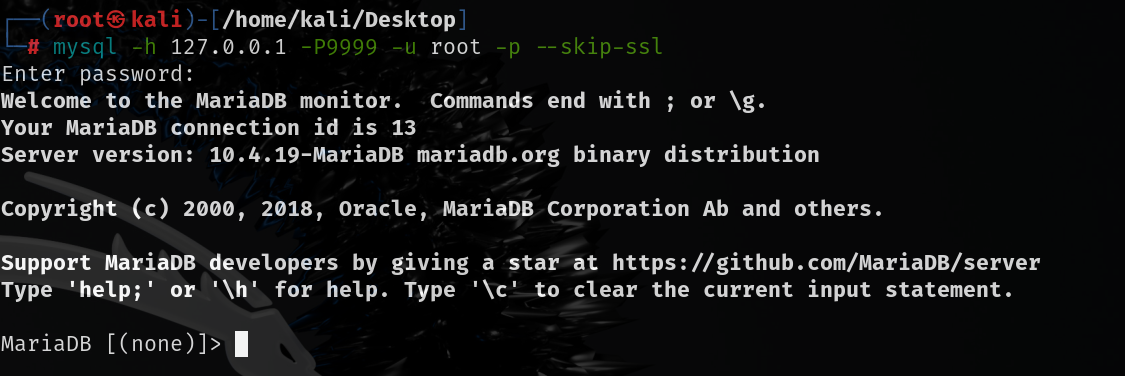 ┌──(root㉿kali)-[/home/kali/Desktop]
└─# mysql -h 127.0.0.1 -P9999 -u root -p --skip-ssl
Enter password:
Welcome to the MariaDB monitor.  Commands end with ; or \g.
Your MariaDB connection id is 13
Server version: 10.4.19-MariaDB mariadb.org binary distribution

Copyright (c) 2000, 2018, Oracle, MariaDB Corporation Ab and others.

Support MariaDB developers by giving a star at https://github.com/MariaDB/server
Type 'help;' or '\h' for help. Type '\c' to clear the current input statement.

MariaDB [(none)]>